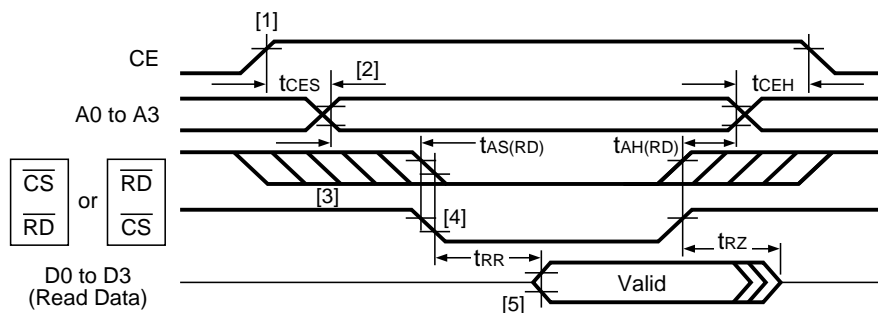 [1]
CE
tCES
[2]
tCEH
A0 to A3
tAS(RD)
tAH(RD)
CS
RD
or
RD
CS
[3]
[4]
tRR
tRZ
D0 to D3
(Read Data)
[5]
Valid